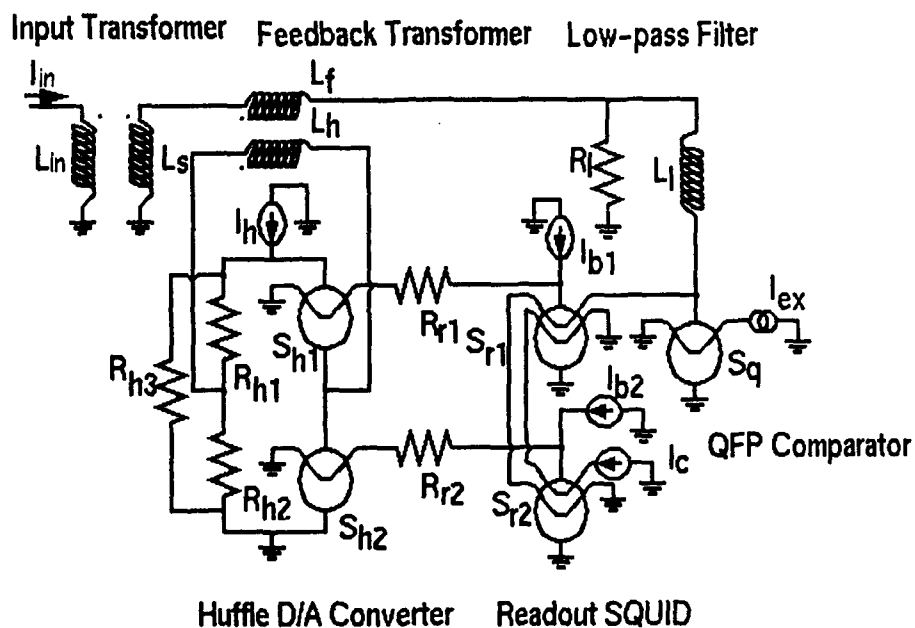 Input Transformer Feedback Transformer Low-pass Filter
Iin
Lf
Lh
Lin
Ls
Rl
Ll
Ih
Ib1
Iex
Rr1
Sr1
Sh1
Sq
Rh3
Rh1
Ib2
QFP Comparator
Ic
Rr2
Sr2
Rh2
Sh2
Huffle D/A Converter Readout SQUID